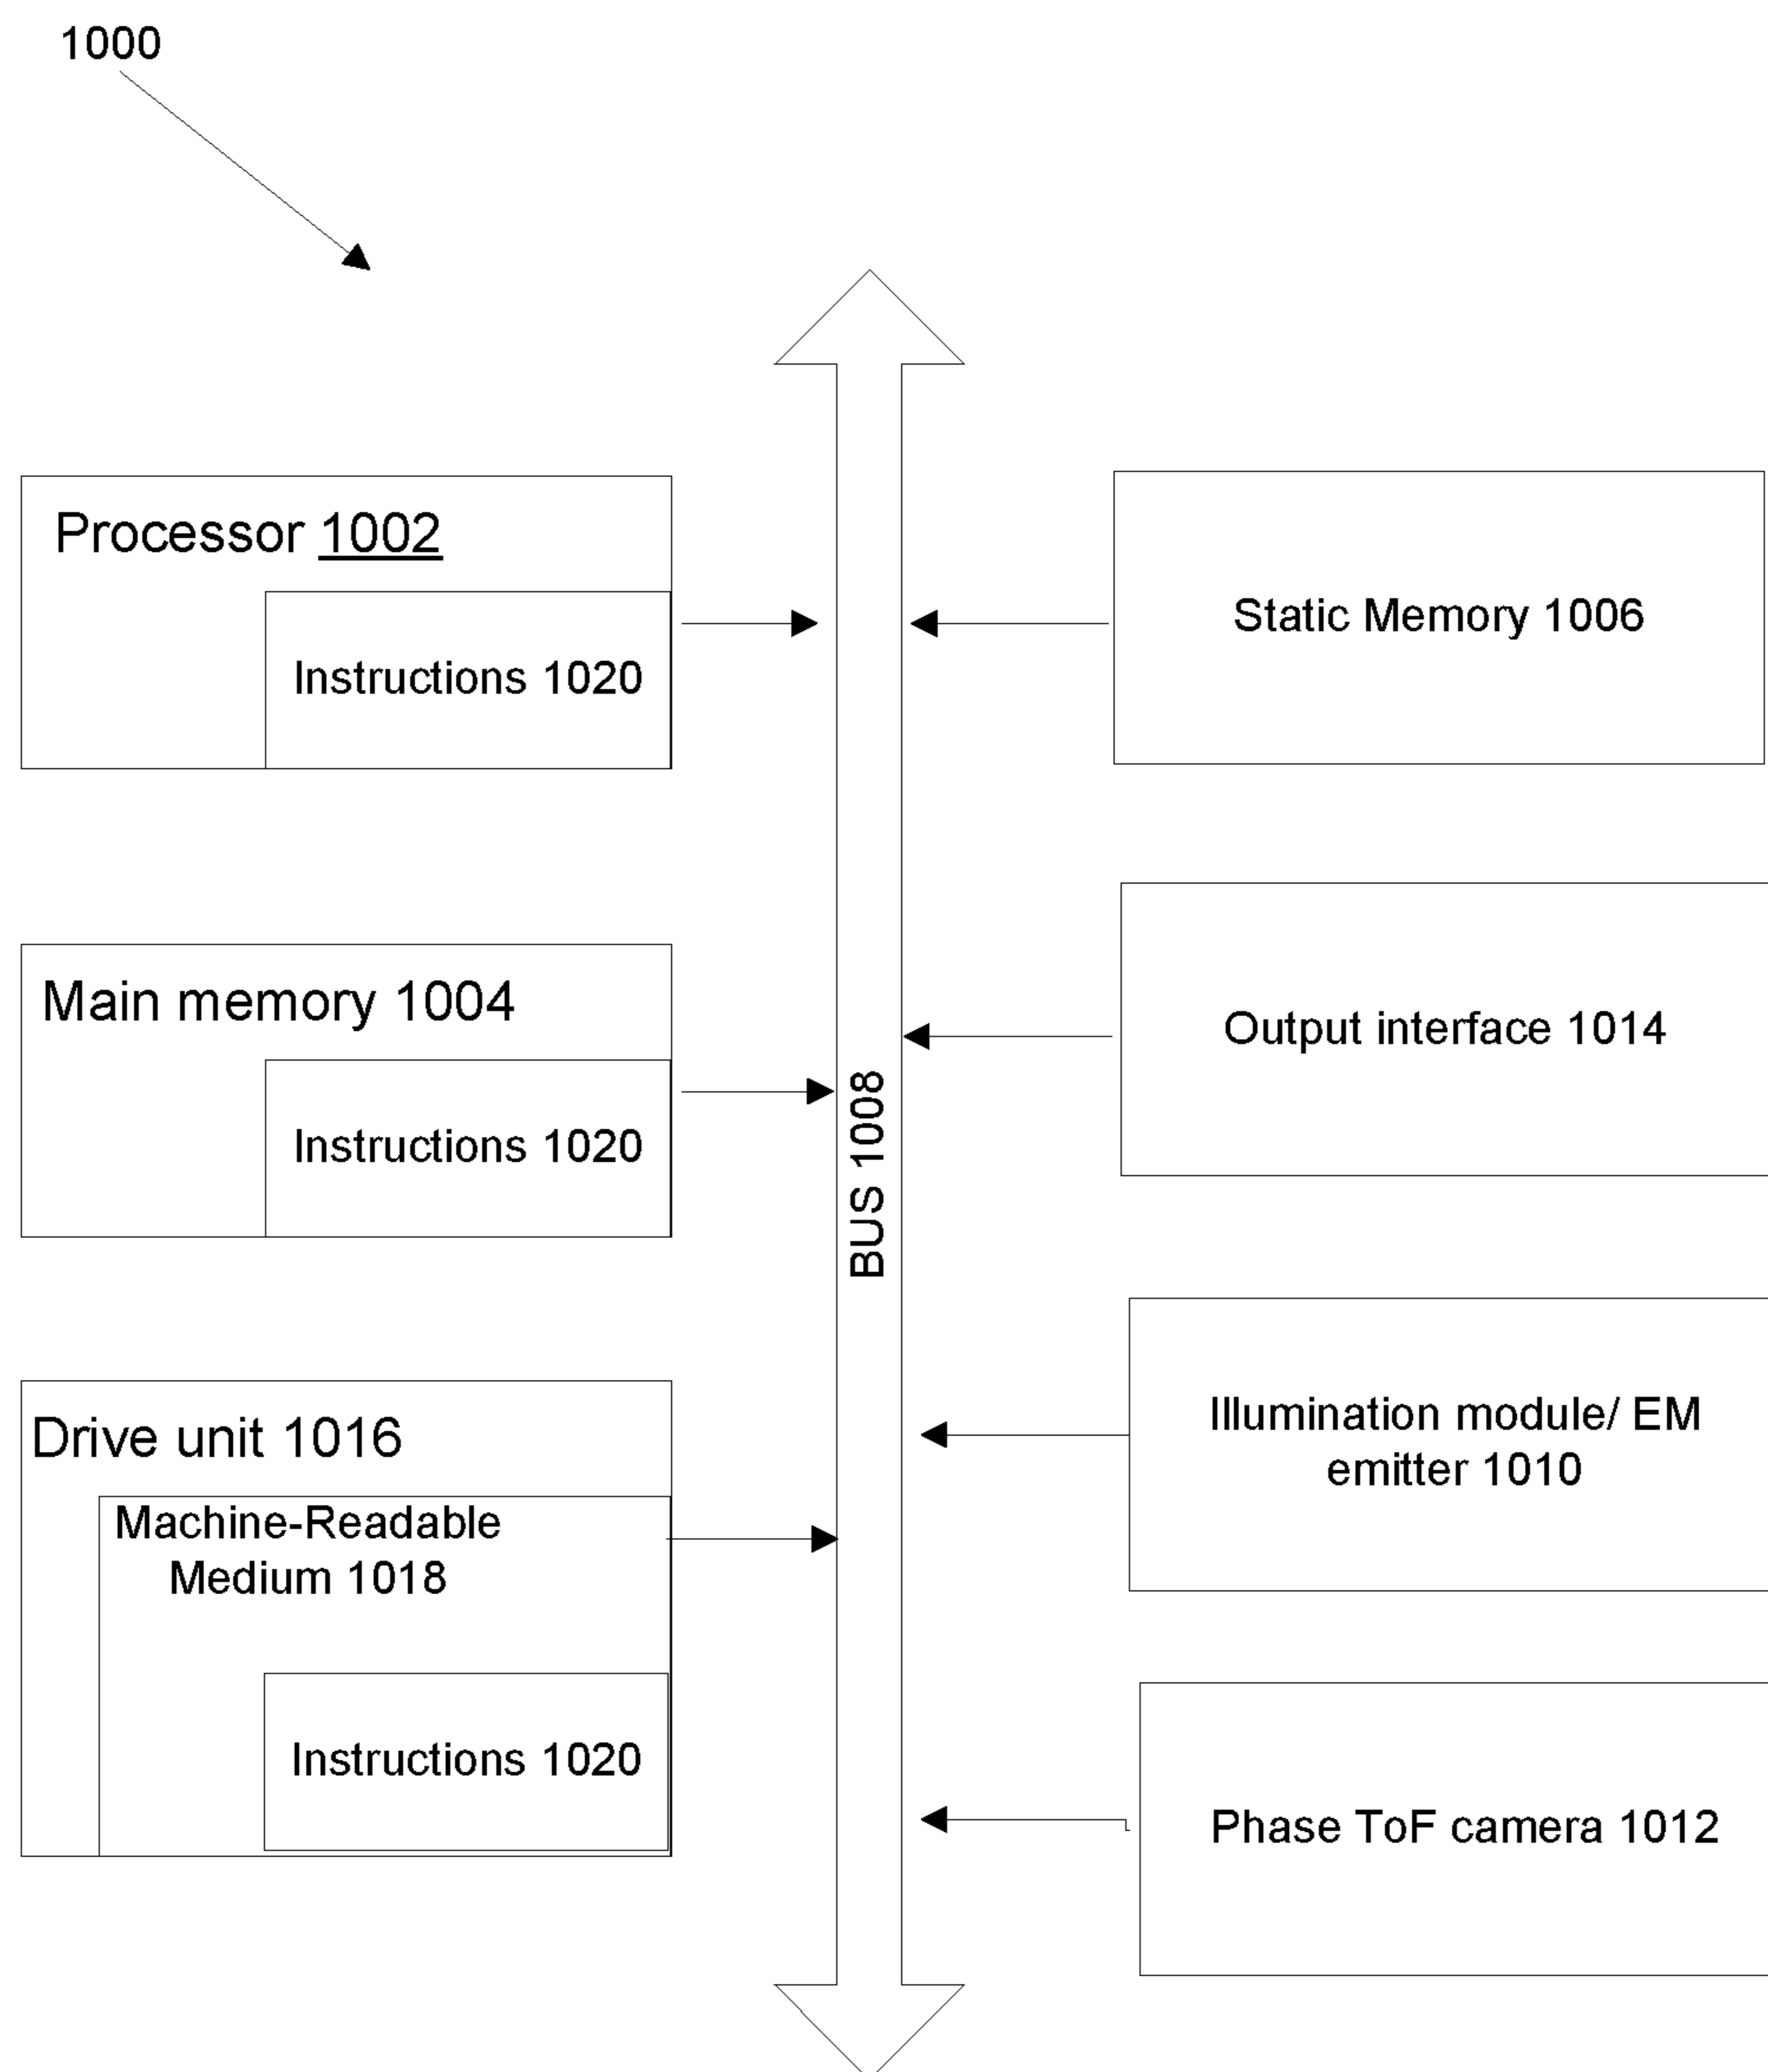 1000
Processor 1002
Instructions 1020
Main memory 1004
Instructions 1020
Drive unit 1016
Machine-Readable
Medium 1018
Instructions 1020
BUS 1008
Static Memory 1006
Output interface 1014
Illumination module/ EM
emitter 1010
Phase ToF camera 1012